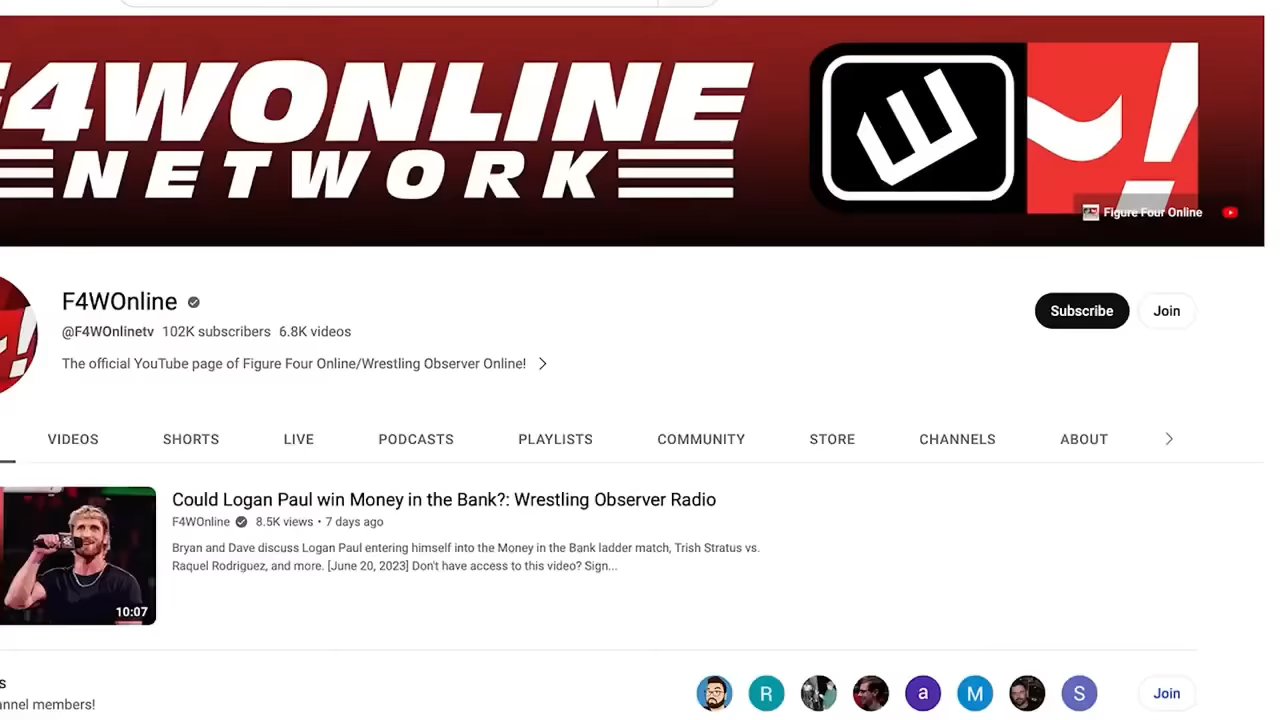 F4WONLINE
NETWORK
Figure Four Online
F4WOnline
@F4WOnlinetv 102K subscribers 6.8K videos
The official YouTube page of Figure Four Online/Wrestling Observer Online!
Subscribe
Join
VIDEOS SHORTS LIVE PODCASTS PLAYLISTS COMMUNITY STORE CHANNELS ABOUT
Could Logan Paul win Money in the Bank?: Wrestling Observer Radio
F4WOnline 8.5K views • 7 days ago
Bryan and Dave discuss Logan Paul entering himself into the Money in the Bank ladder match, Trish Stratus vs.
Raquel Rodriguez, and more. [June 20, 2023] Don't have access to this video? Sign...
10:07
R a M S
Join
nnel members!